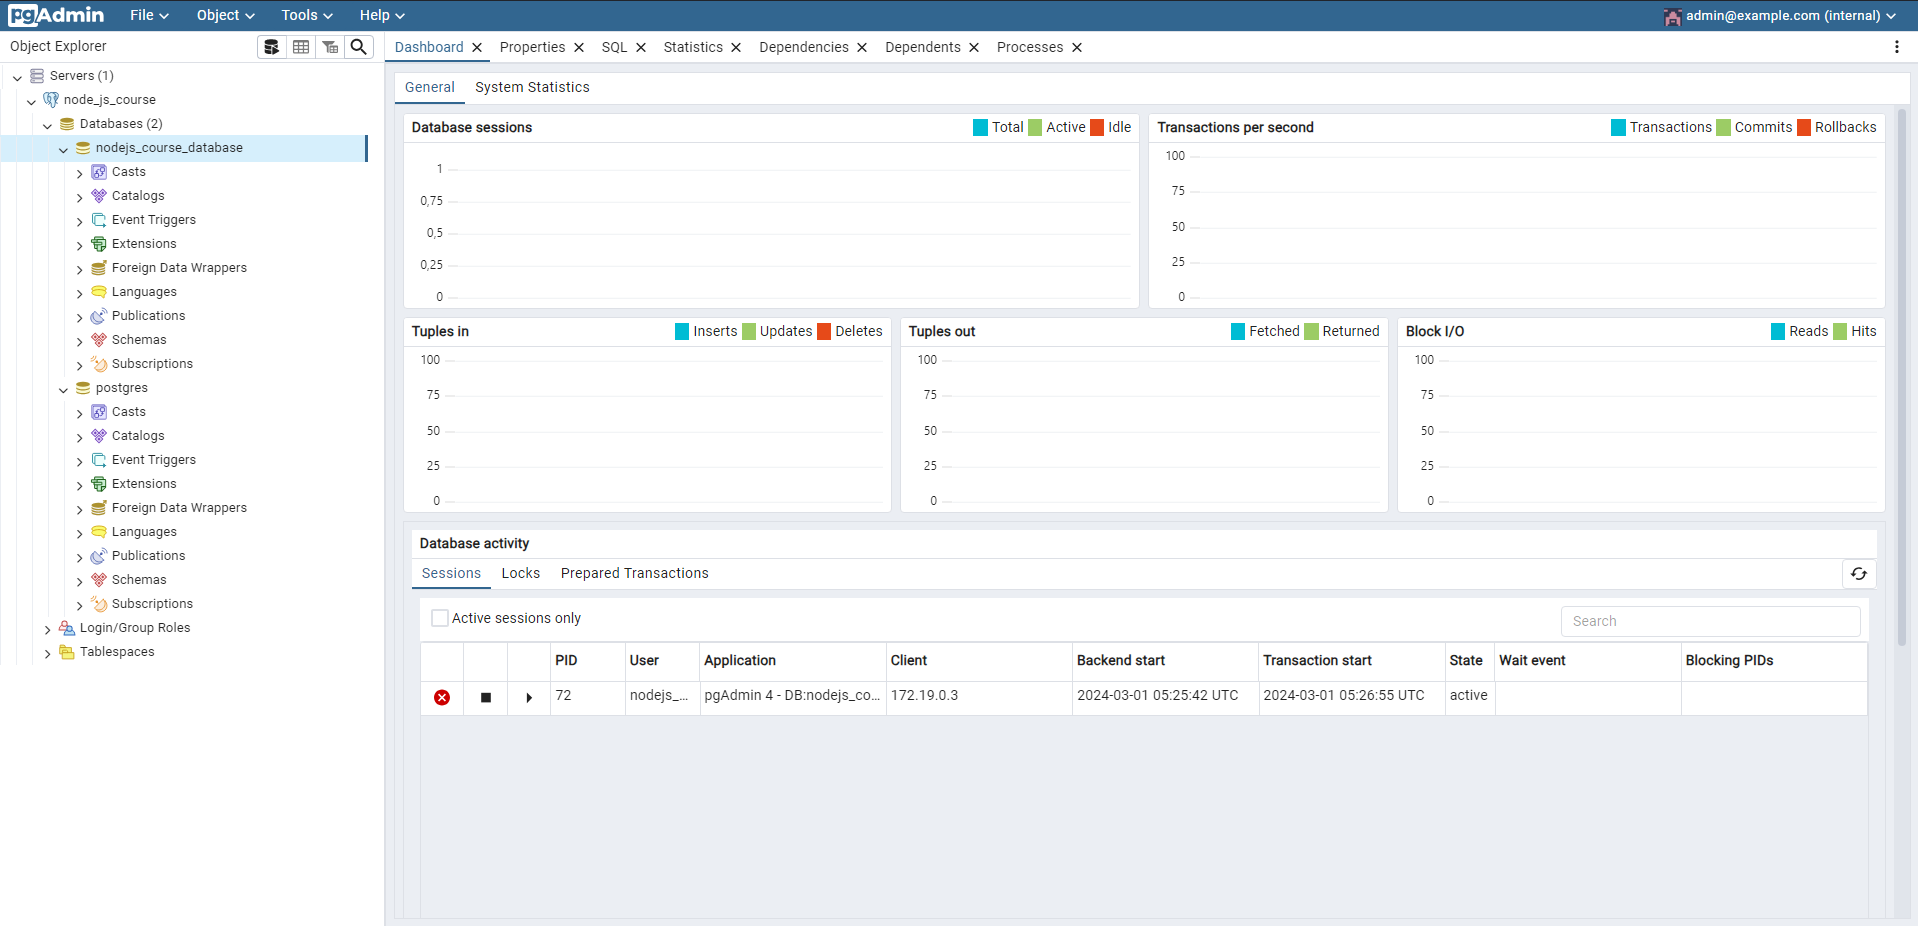 pgAdmin File Object Tools Help admin@example.com (internal)
Object Explorer
Dashboard Properties SQL Statistics Dependencies Dependents Processes
Servers (1)
node_js_course
Databases (2)
nodejs_course_database
Casts
Catalogs
Event Triggers
Extensions
Foreign Data Wrappers
Languages
Publications
Schemas
Subscriptions
postgres
Casts
Catalogs
Event Triggers
Extensions
Foreign Data Wrappers
Languages
Publications
Schemas
Subscriptions
Login/Group Roles
Tablespaces
General System Statistics
Database sessions Total Active Idle
1
0,75
0,5
0,25
0
Transactions per second Transactions Commits Rollbacks
100
75
50
25
0
Tuples in Inserts Updates Deletes
100
75
50
25
0
Tuples out Fetched Returned
100
75
50
25
0
Block I/O Reads Hits
100
75
50
25
0
Database activity
Sessions Locks Prepared Transactions
Active sessions only Search
PID User Application Client Backend start Transaction start State Wait event Blocking PIDs
72 nodejs_... pgAdmin 4 - DB:nodejs_co... 172.19.0.3 2024-03-01 05:25:42 UTC 2024-03-01 05:26:55 UTC active